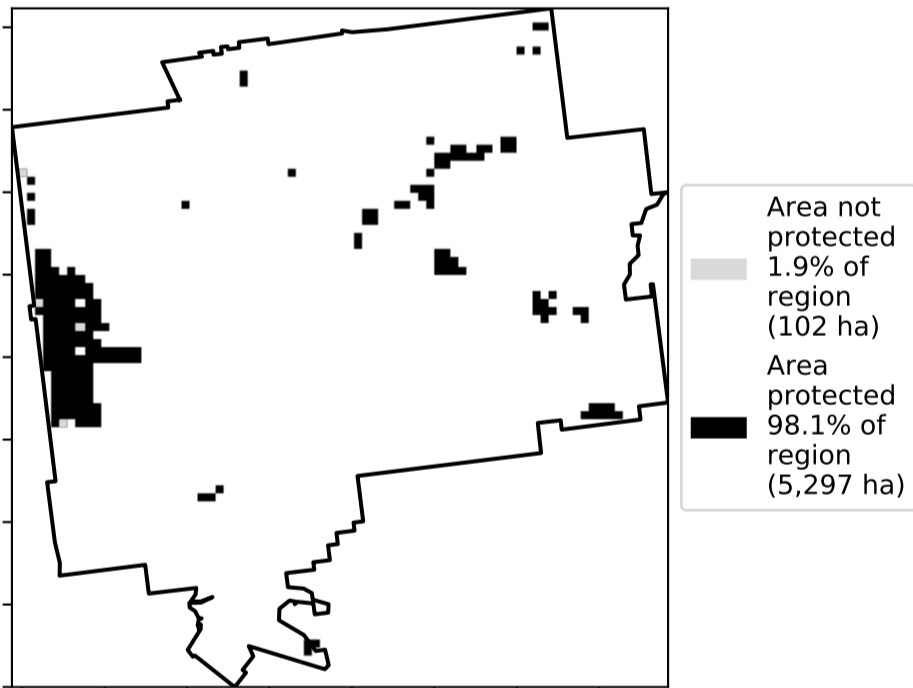 Area not
protected
1.9% of
region
(102 ha)
Area
protected
98.1% of
region
(5,297 ha)